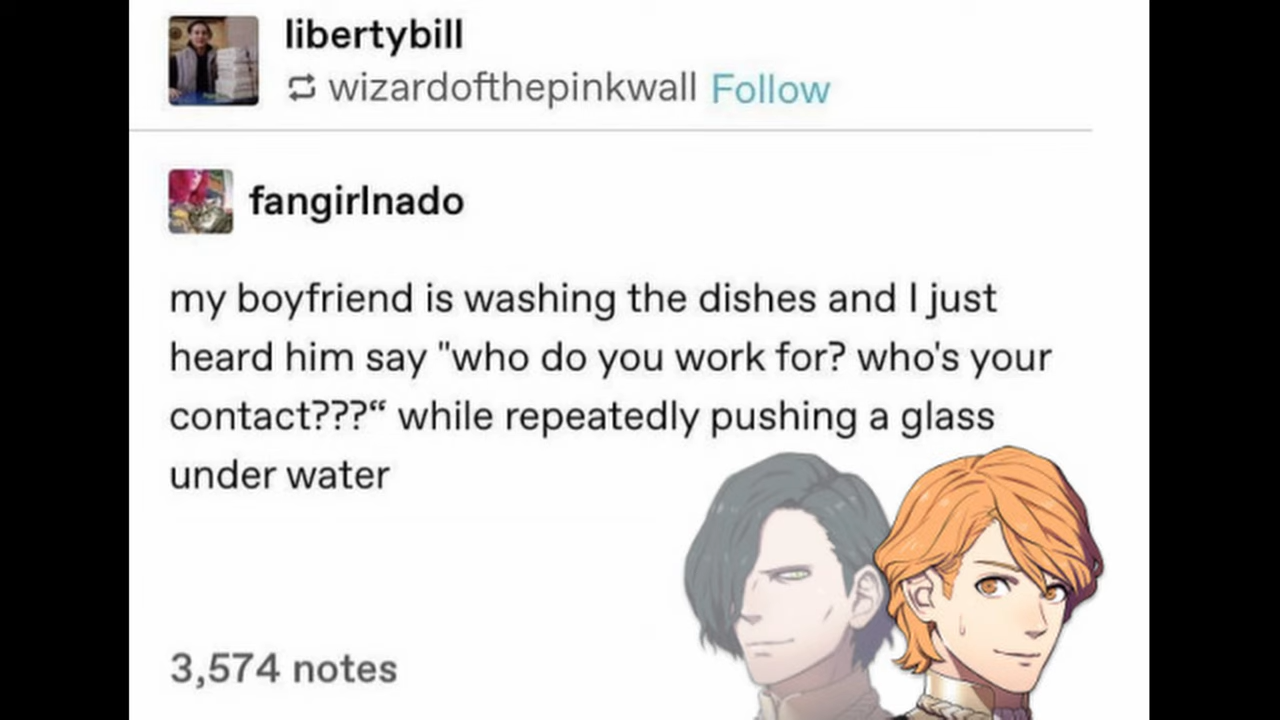 libertybill
wizardofthepinkwall Follow
fangirlnado
my boyfriend is washing the dishes and I just
heard him say "who do you work for? who's your
contact???“ while repeatedly pushing a glass
under water
3,574 notes